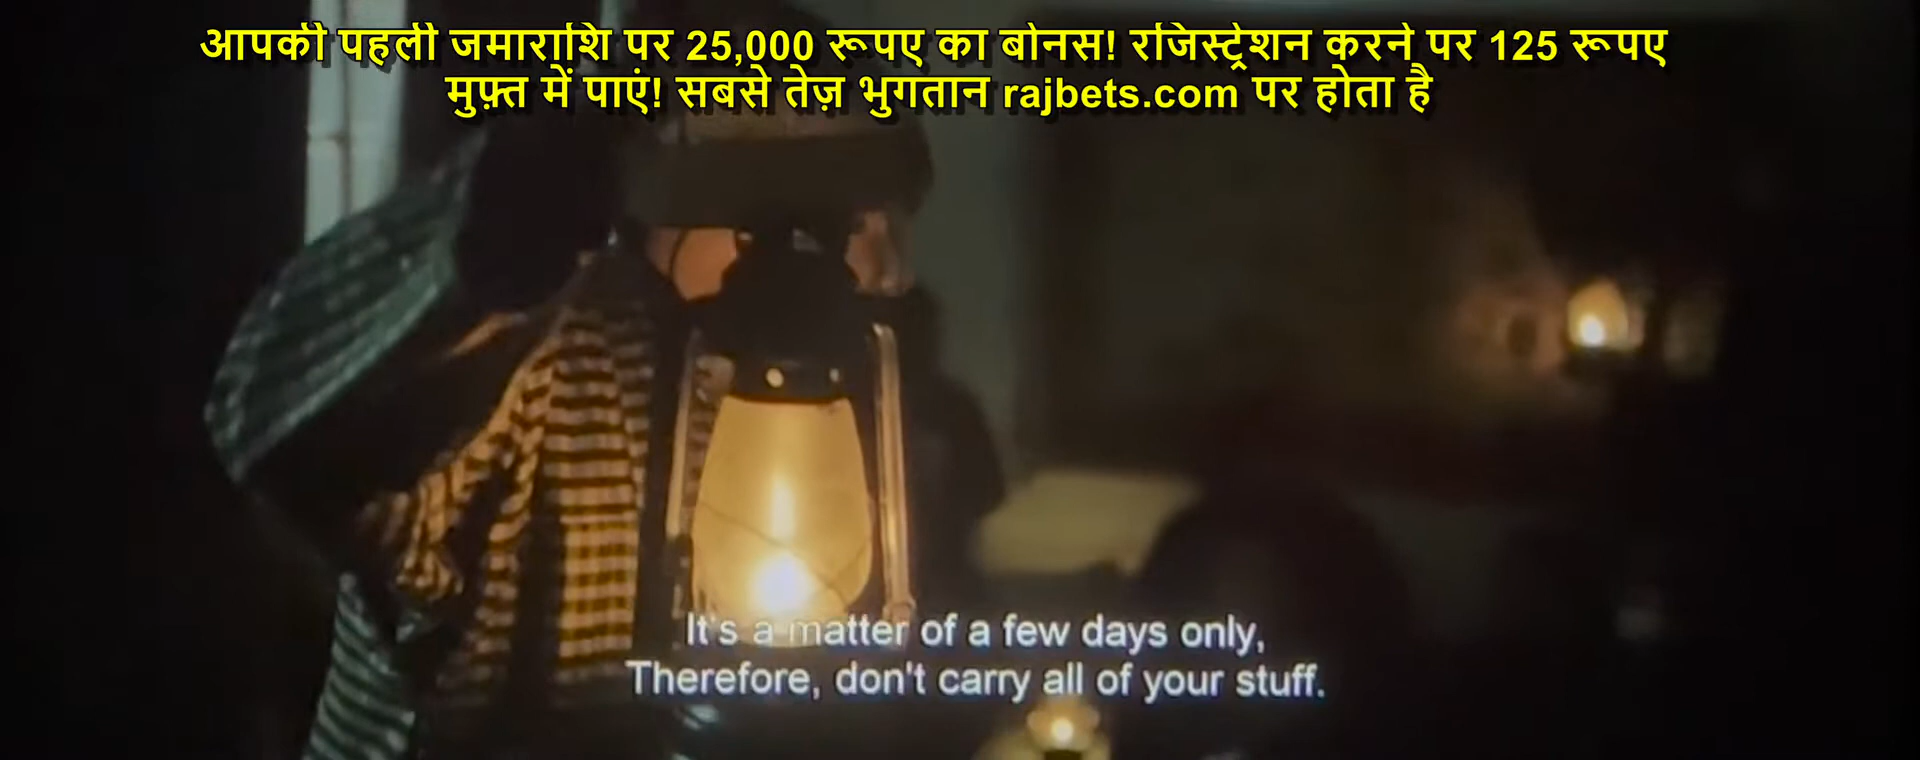 आपकी पहली जमाराशि पर 25,000 रूपए का बोनस! रजिस्ट्रेशन करने पर 125 रूपए
मुफ़्त में पाएं! सबसे तेज़ भुगतान rajbets.com पर होता है
It's a matter of a few days only,
Therefore, don't carry all of your stuff.